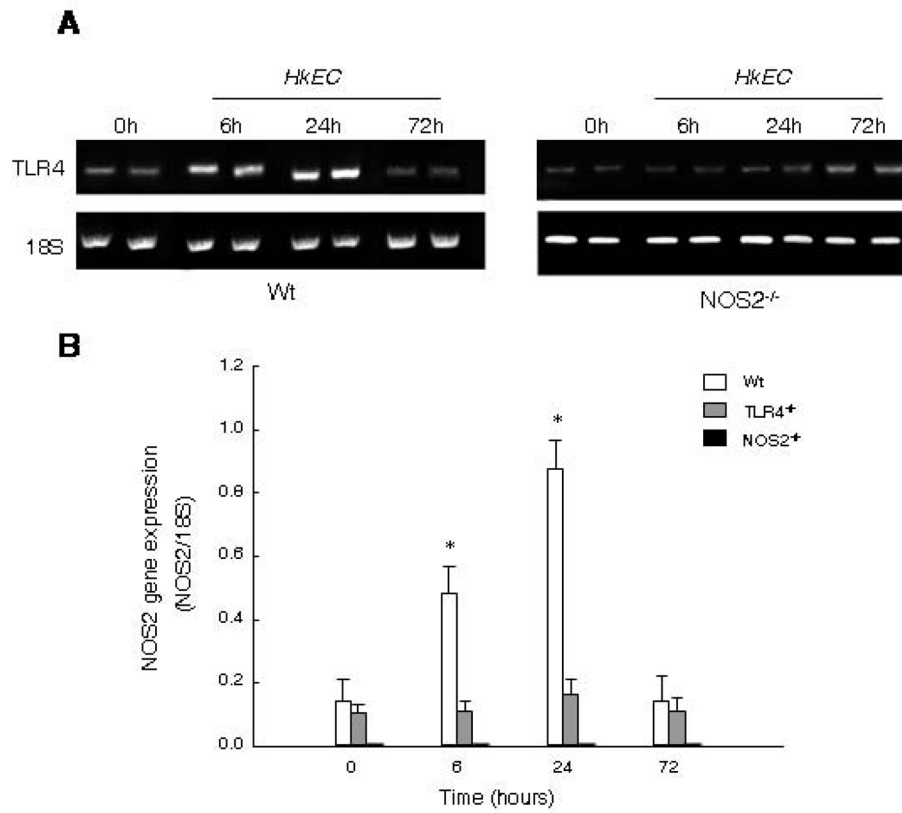 A
HkEC HkEC
0h 6h 24h 72h 0h 6h 24h 72h
TLR4
18S
Wt NOS2-/-
B
NOS2 gene expression
(NOS2/18S)
1.2
1.0
0.8
0.6
0.4
0.2
0.0
* *
Wt
TLR4+
NOS2+
0 6 24 72
Time (hours)